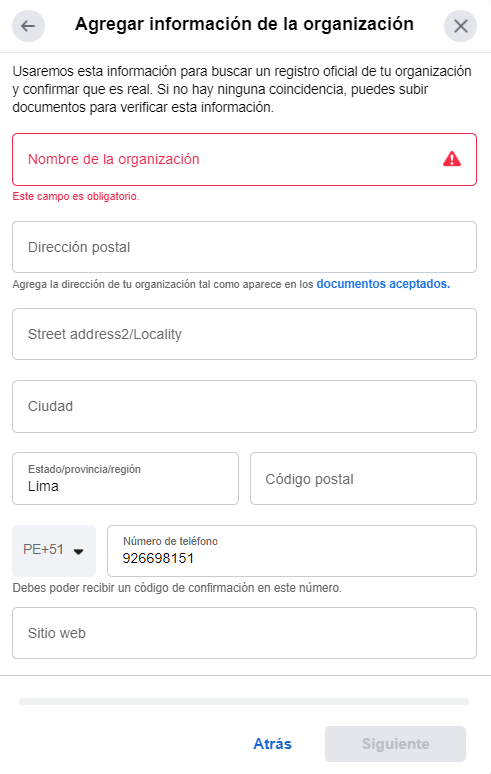 Agregar información de la organización
Usaremos esta información para buscar un registro oficial de tu organización
y confirmar que es real. Si no hay ninguna coincidencia, puedes subir
documentos para verificar esta información.
Nombre de la organización
Este campo es obligatorio.
Dirección postal
Agrega la dirección de tu organización tal como aparece en los documentos aceptados.
Street address2/Locality
Ciudad
Estado/provincia/región
Lima
Código postal
PE+51
Número de teléfono
926698151
Debes poder recibir un código de confirmación en este número.
Sitio web
Atrás
Siguiente